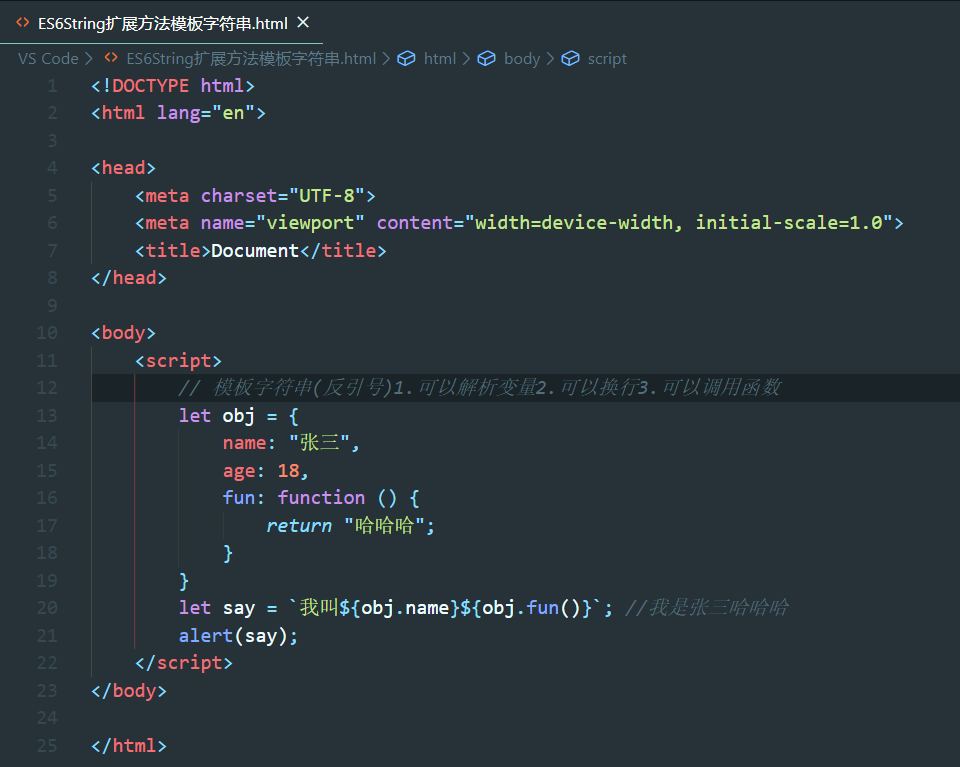 ES6String扩展方法模板字符串.html
VS Code > ES6String扩展方法模板字符串.html > html > body > script
1 <!DOCTYPE html>
2 <html lang="en">
3
4 <head>
5 <meta charset="UTF-8">
6 <meta name="viewport" content="width=device-width, initial-scale=1.0">
7 <title>Document</title>
8 </head>
9
10 <body>
11 <script>
12 // 模板字符串(反引号)1.可以解析变量2.可以换行3.可以调用函数
13 let obj = {
14 name: "张三",
15 age: 18,
16 fun: function () {
17 return "哈哈哈";
18 }
19 }
20 let say = `我叫${obj.name}${obj.fun()}`; //我是张三哈哈哈
21 alert(say);
22 </script>
23 </body>
24
25 </html>